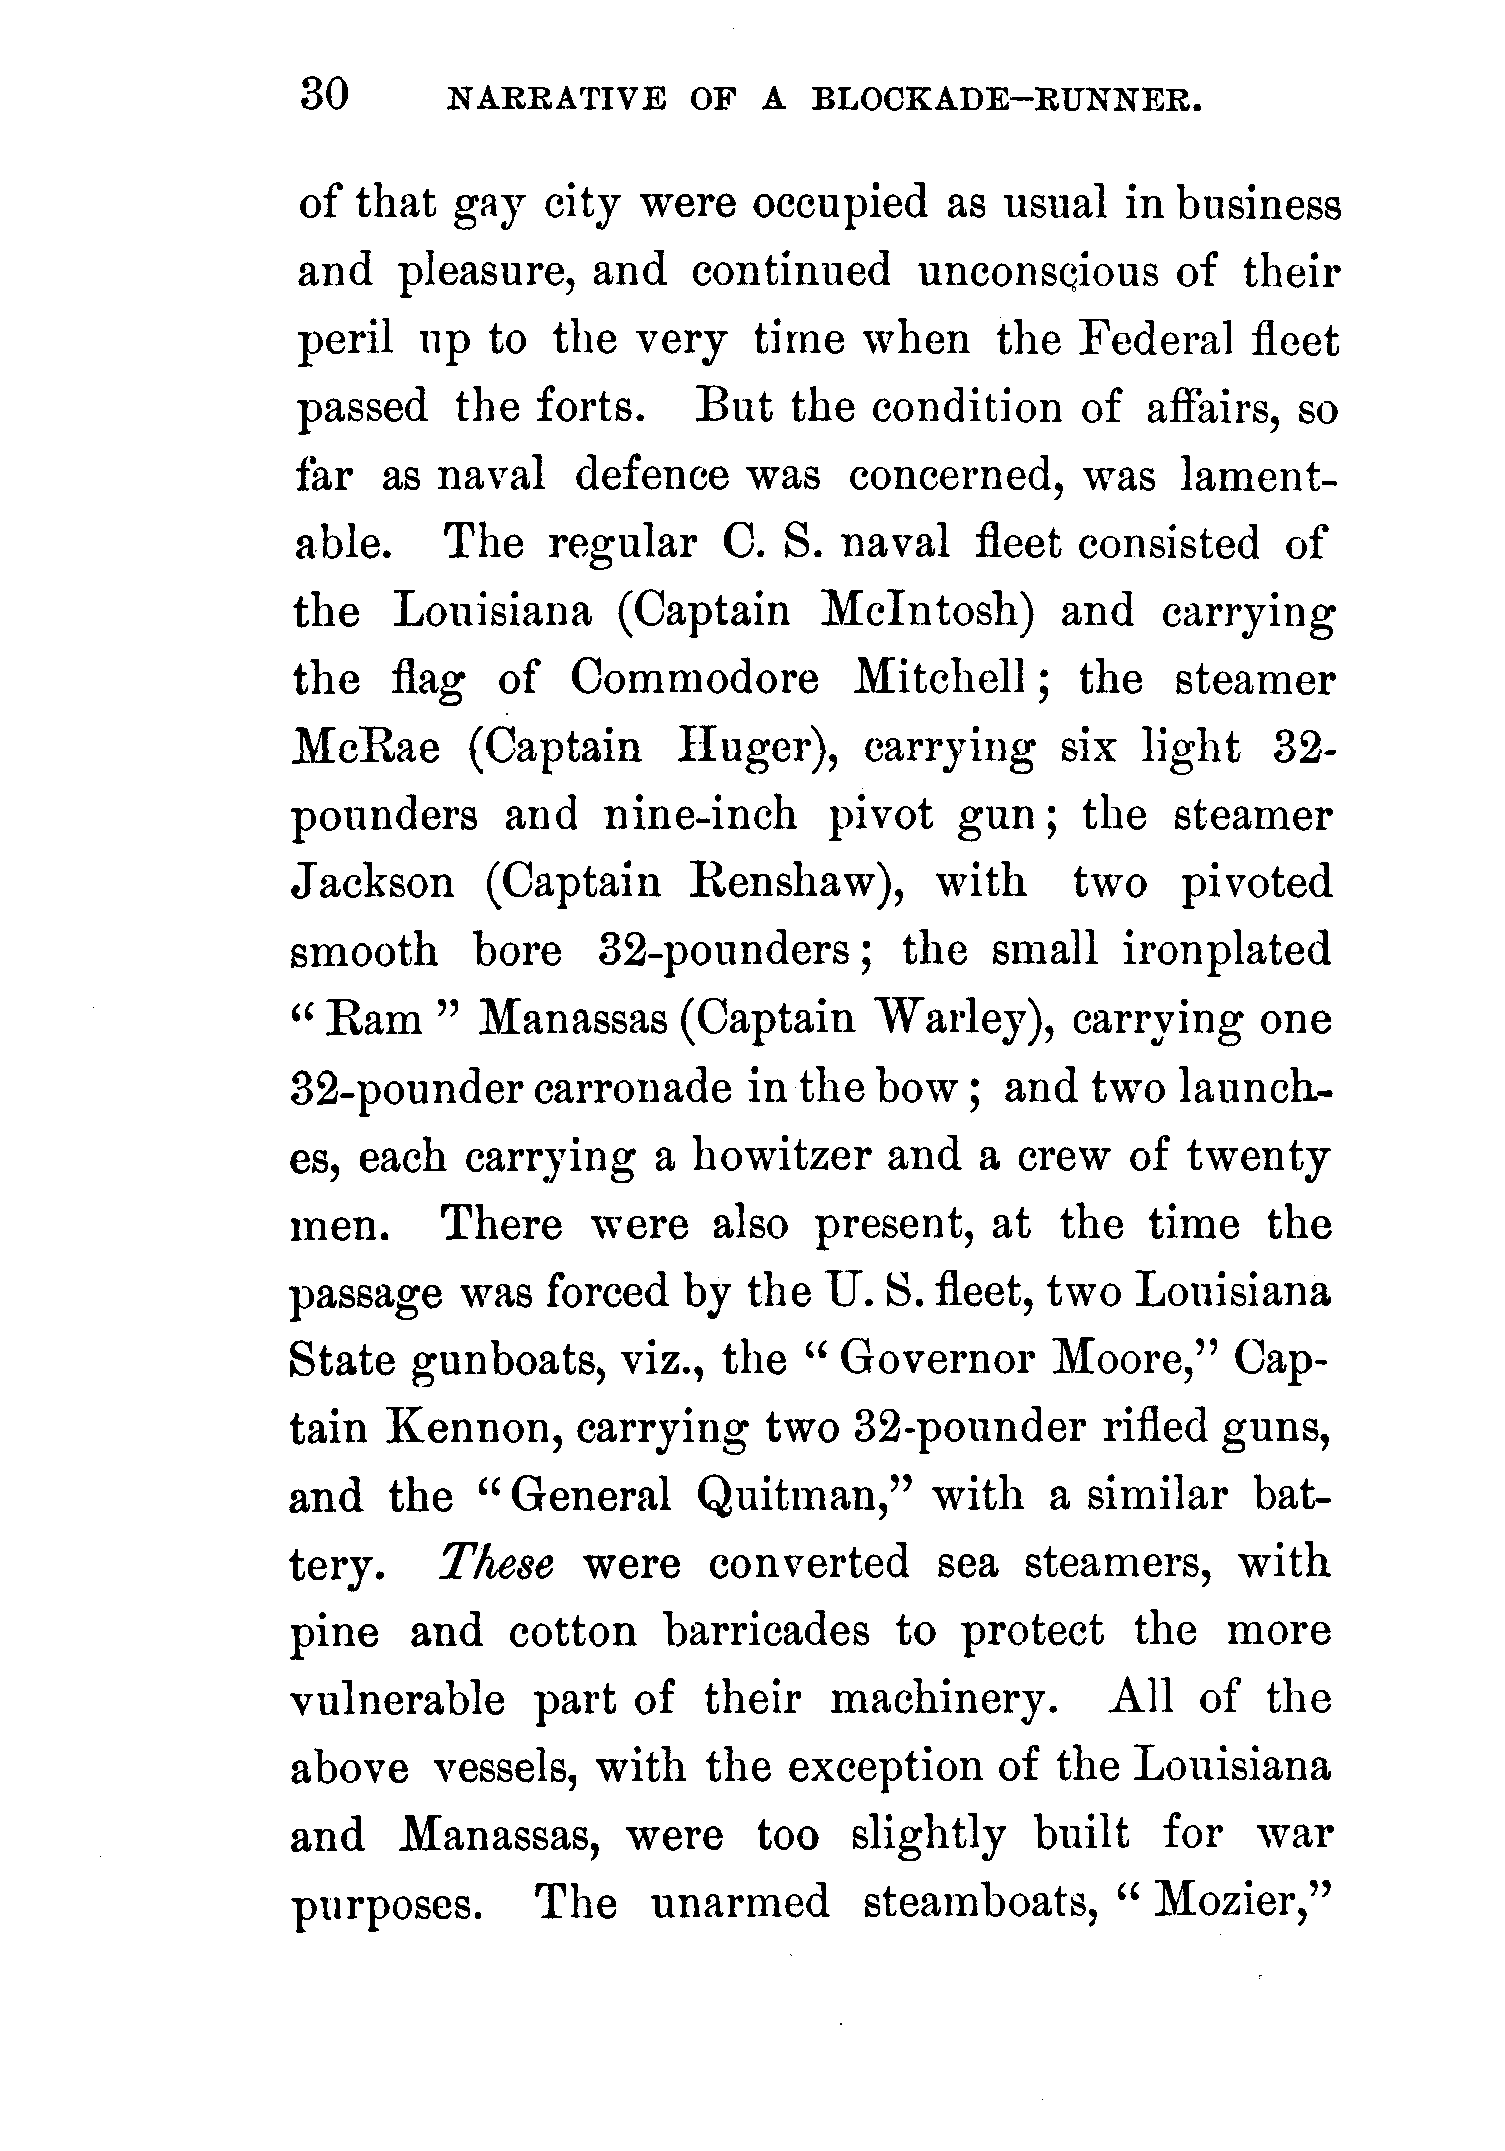 30 NARRATIVE OF A BLOCKADE-RUNNER.
of that gay city were occupied as usual in business
and pleasure, and continued unconscious of their
peril up to the very time when the Federal fleet
passed the forts. But the condition of affairs, so
far as naval defence was concerned, was lament-
able. The regular C. S. naval fleet consisted of
the Louisiana (Captain McIntosh) and carrying
the flag of Commodore Mitchell; the steamer
McRae (Captain Huger), carrying six light 32-
pounders and nine-inch pivot gun; the steamer
Jackson (Captain Renshaw), with two pivoted
smooth bore 32-pounders; the small ironplated
“Ram” Manassas (Captain Warley), carrying one
32-pounder carronade in the bow; and two launch-
es, each carrying a howitzer and a crew of twenty
men. There were also present, at the time the
passage was forced by the U. S. fleet, two Louisiana
State gunboats, viz., the “Governor Moore,” Cap-
tain Kennon, carrying two 32-pounder rifled guns,
and the “General Quitman,” with a similar bat-
tery. These were converted sea steamers, with
pine and cotton barricades to protect the more
vulnerable part of their machinery. All of the
above vessels, with the exception of the Louisiana
and Manassas, were too slightly built for war
purposes. The unarmed steamboats, “Mozier,”